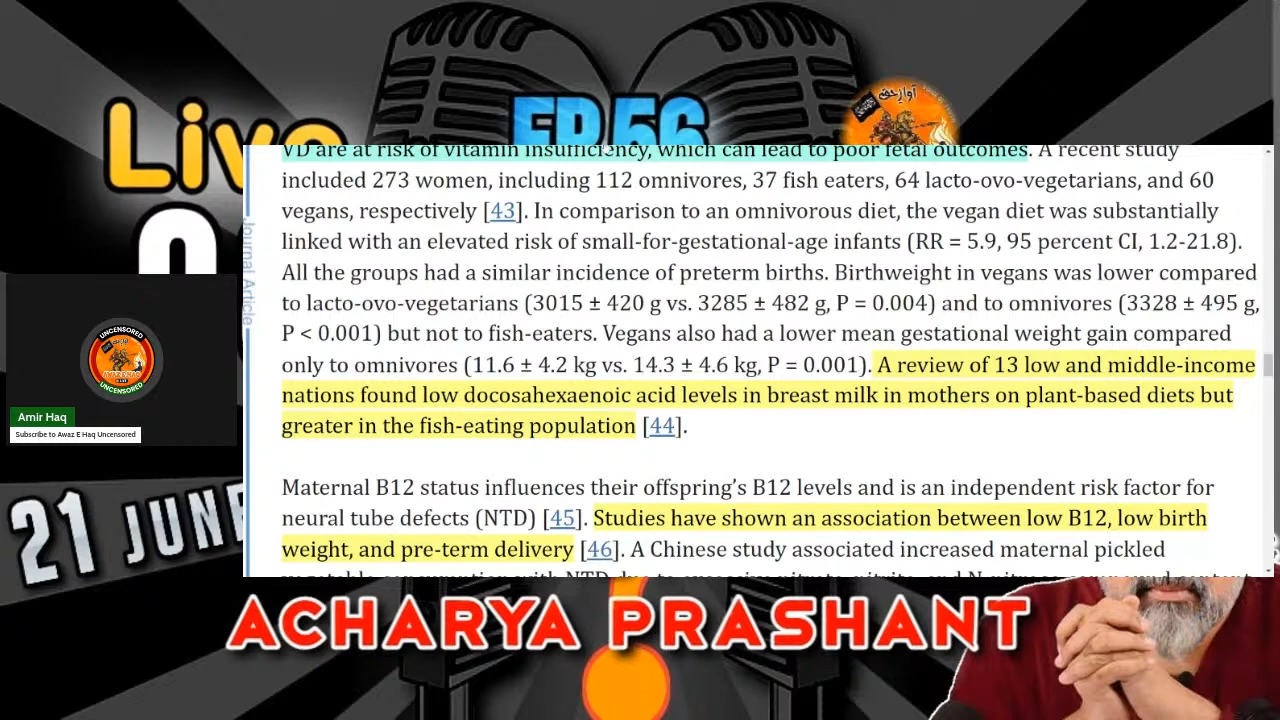 Live
EP 56
آوازِ حق
VD are at risk of vitamin insufficiency, which can lead to poor fetal outcomes. A recent study
included 273 women, including 112 omnivores, 37 fish eaters, 64 lacto-ovo-vegetarians, and 60
vegans, respectively [43]. In comparison to an omnivorous diet, the vegan diet was substantially
linked with an elevated risk of small-for-gestational-age infants (RR = 5.9, 95 percent CI, 1.2-21.8).
All the groups had a similar incidence of preterm births. Birthweight in vegans was lower compared
to lacto-ovo-vegetarians (3015 ± 420 g vs. 3285 ± 482 g, P = 0.004) and to omnivores (3328 ± 495 g,
P < 0.001) but not to fish-eaters. Vegans also had a lower mean gestational weight gain compared
only to omnivores (11.6 ± 4.2 kg vs. 14.3 ± 4.6 kg, P = 0.001). A review of 13 low and middle-income
nations found low docosahexaenoic acid levels in breast milk in mothers on plant-based diets but
greater in the fish-eating population [44].
Maternal B12 status influences their offspring's B12 levels and is an independent risk factor for
neural tube defects (NTD) [45]. Studies have shown an association between low B12, low birth
weight, and pre-term delivery [46]. A Chinese study associated increased maternal pickled
Journal Article
UNCENSORED
UNCENSORED
Amir Haq
Subscribe to Awaz E Haq Uncensored
21 JUNE
ACHARYA PRASHANT